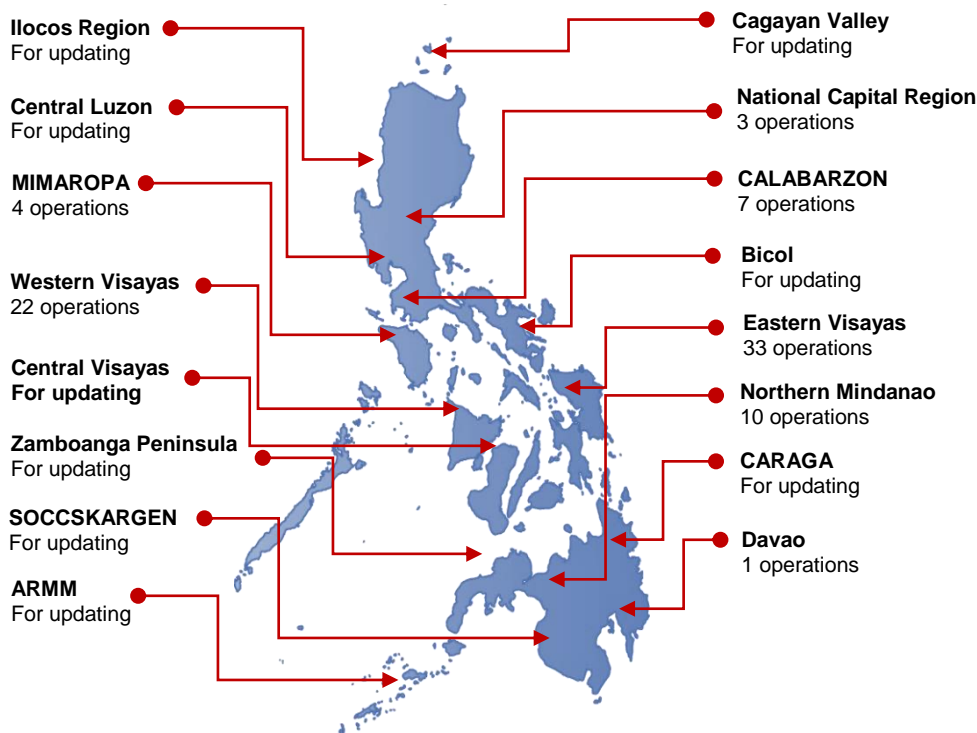 Ilocos Region
For updating
Central Luzon
For updating
MIMAROPA
4 operations
Western Visayas
22 operations
Central Visayas
For updating
Zamboanga Peninsula
For updating
SOCCSKARGEN
For updating
ARMM
For updating
Cagayan Valley
For updating
National Capital Region
3 operations
CALABARZON
7 operations
Bicol
For updating
Eastern Visayas
33 operations
Northern Mindanao
10 operations
CARAGA
For updating
Davao
1 operations